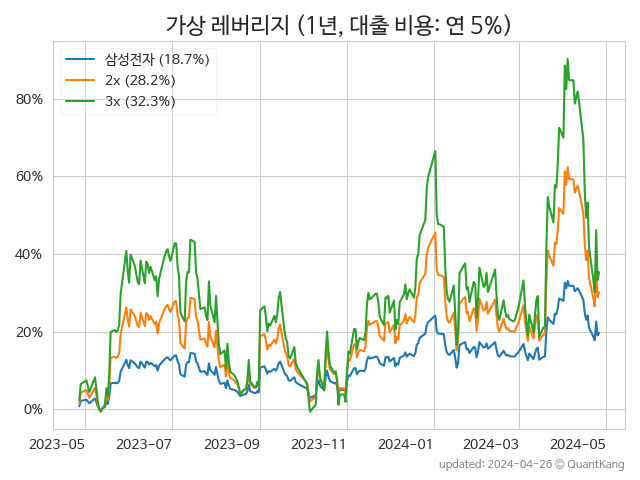 가상 레버리지 (1년, 대출 비용: 연 5%)
삼성전자 (18.7%)
2x (28.2%)
3x (32.3%)
80%
60%
40%
20%
0%
2023-05 2023-07 2023-09 2023-11 2024-01 2024-03 2024-05
updated: 2024-04-26 © QuantKang